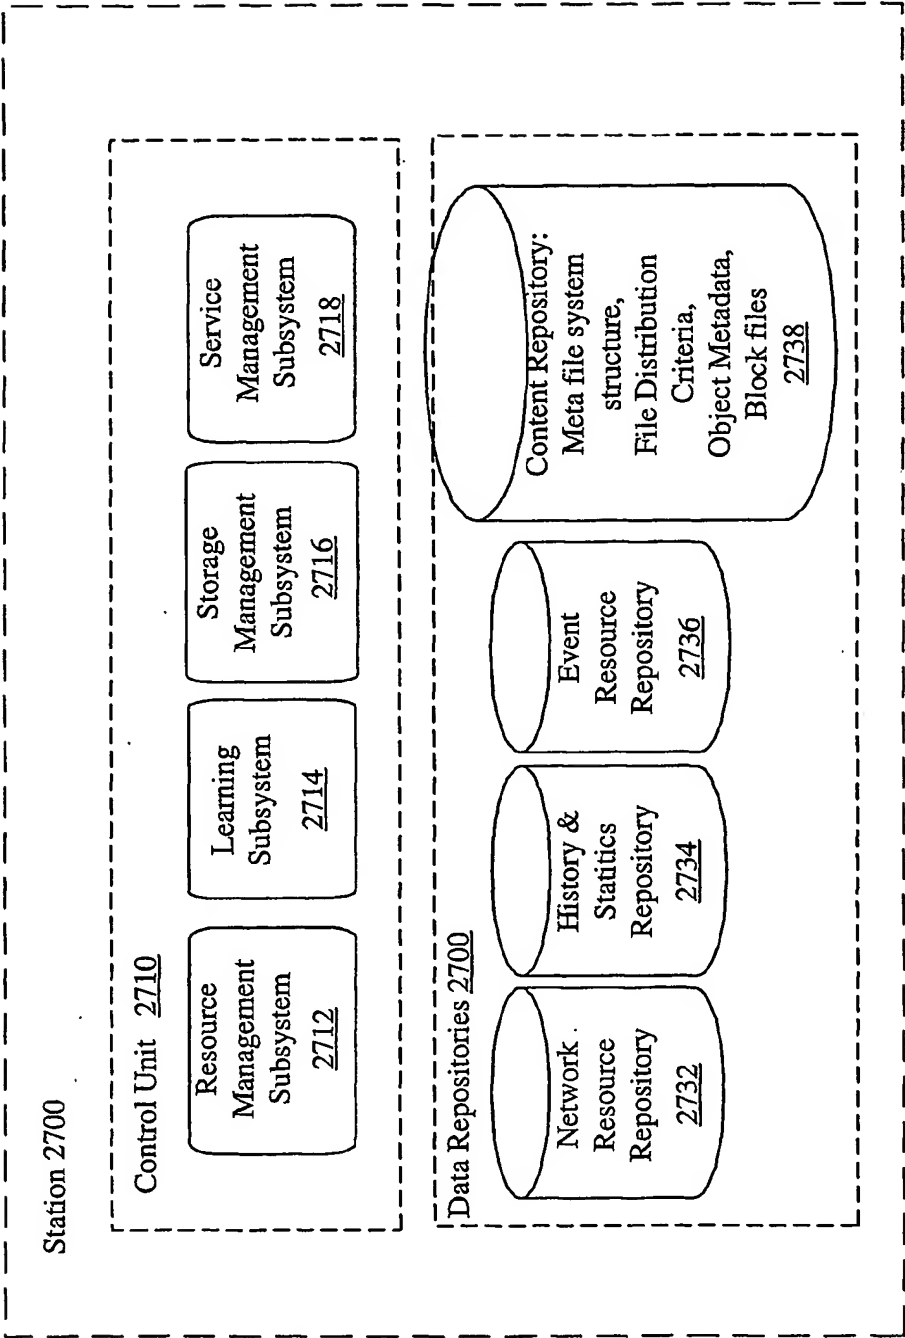 Station 2700
Control Unit 2710
Resource
Management
Subsystem
2712
Learning
Subsystem
2714
Storage
Management
Subsystem
2716
Service
Management
Subsystem
2718
Data Repositories 2700
Network
Resource
Repository
2732
History &
Statitics
Repository
2734
Event
Resource
Repository
2736
Content Repository:
Meta file system
structure,
File Distribution
Criteria,
Object Metadata,
Block files
2738